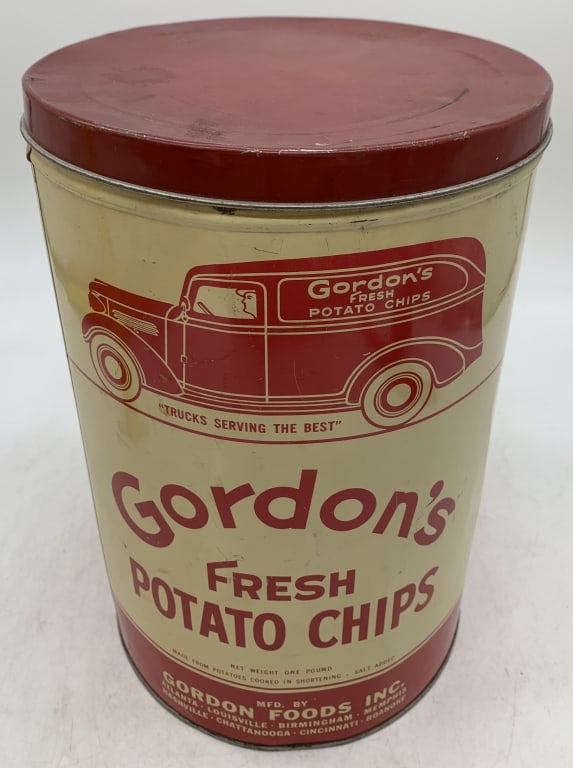 Gordon's
FRESH
POTATO CHIPS
"TRUCKS SERVING THE BEST"
Gordon's
FRESH
POTATO CHIPS
NET WEIGHT ONE POUND
MADE FROM POTATOES COOKED IN SHORTENING · SALT ADDED
MFD. BY
GORDON FOODS INC.
ATLANTA · LOUISVILLE · BIRMINGHAM · MEMPHIS
NASHVILLE · CHATTANOOGA · CINCINNATI · ROANOKE